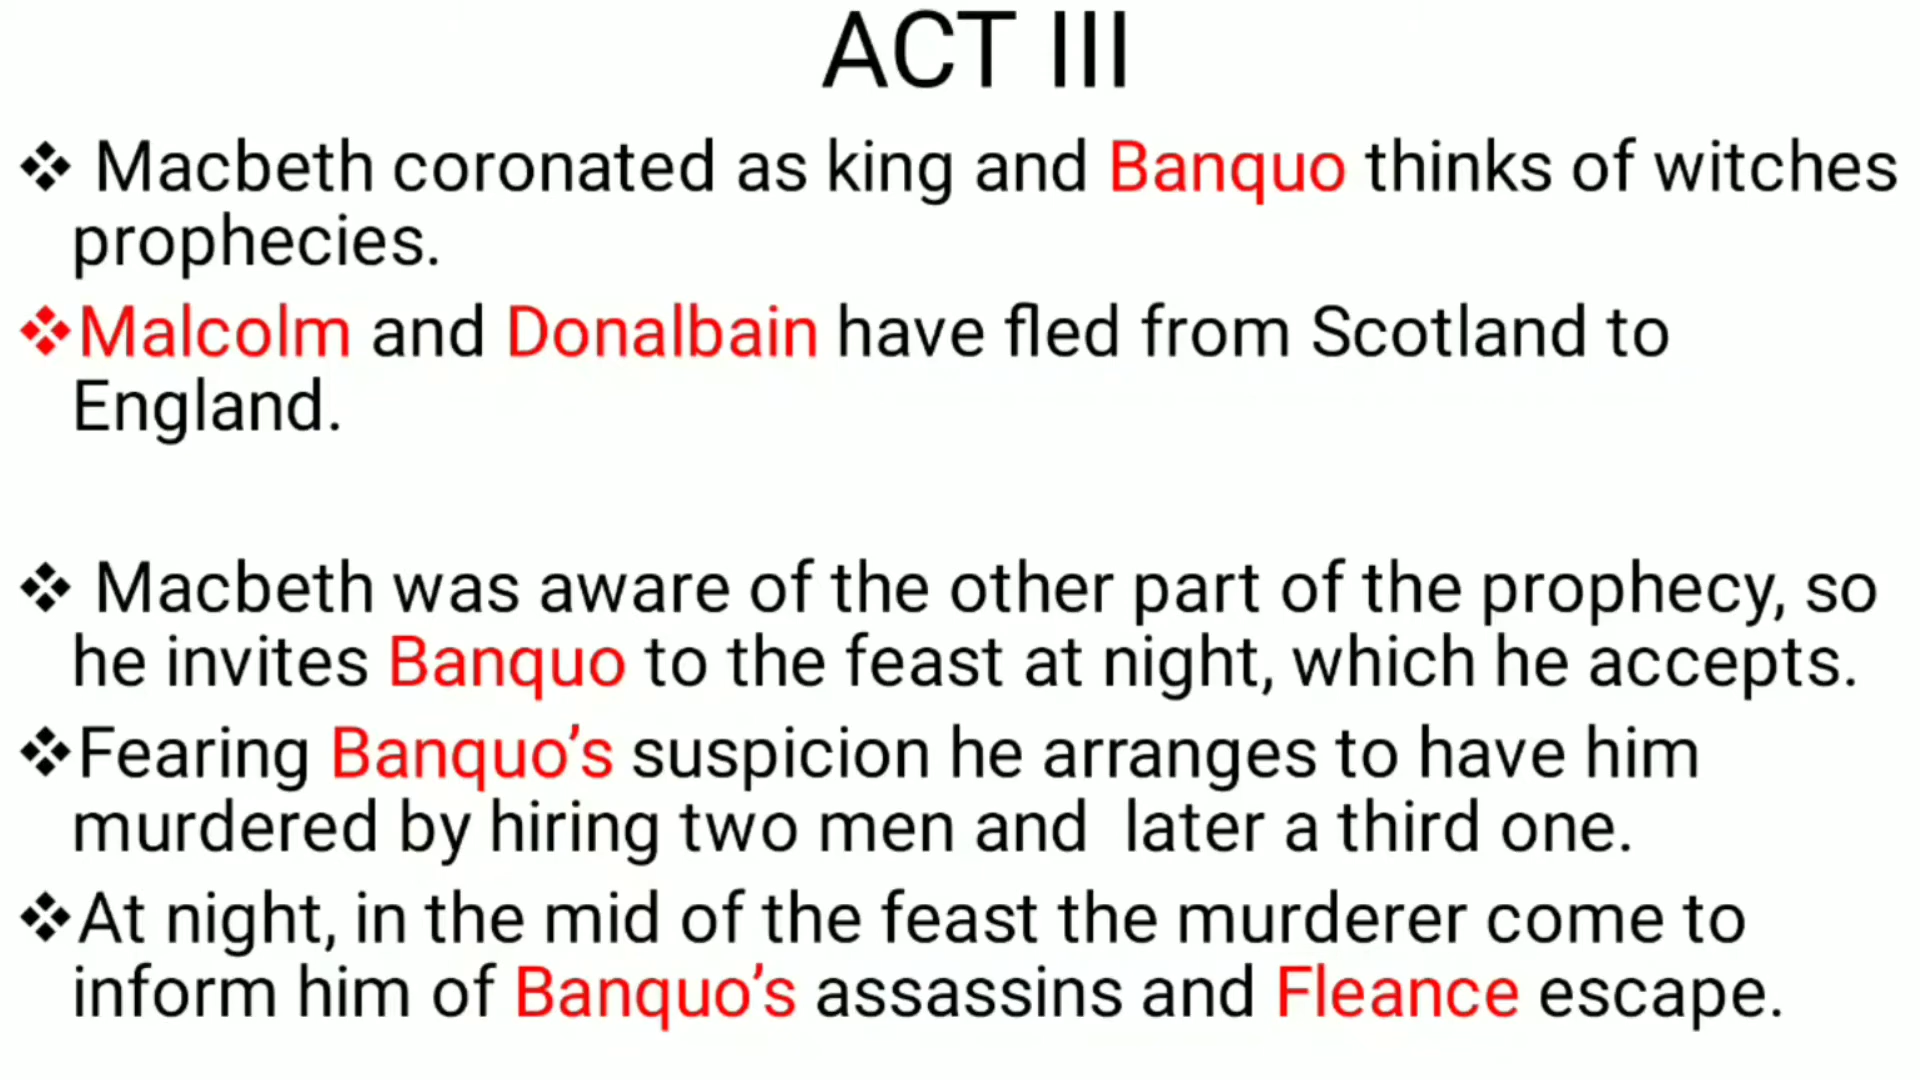 ACT III
❖ Macbeth coronated as king and Banquo thinks of witches
prophecies.
❖Malcolm and Donalbain have fled from Scotland to
England.
❖ Macbeth was aware of the other part of the prophecy, so
he invites Banquo to the feast at night, which he accepts.
❖Fearing Banquo’s suspicion he arranges to have him
murdered by hiring two men and  later a third one.
❖At night, in the mid of the feast the murderer come to
inform him of Banquo’s assassins and Fleance escape.